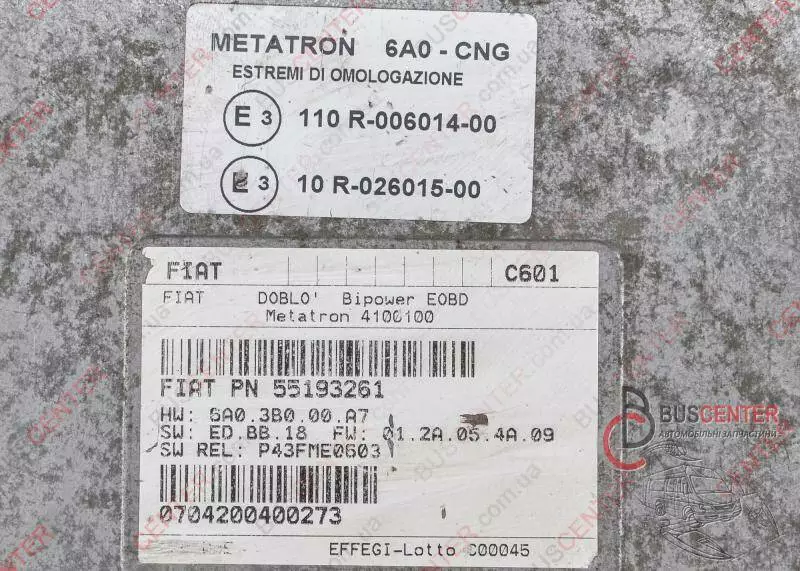 METATRON 6A0 - CNG
ESTREMI DI OMOLOGAZIONE
E 3 110 R-006014-00
E 3 10 R-026015-00
FIAT C601
FIAT DOBLO' Bipower EOBD
Metatron 4100100
FIAT PN 55193261
HW: 6A0.3B0.00.A7
SW: ED.BB.18 FW: 01.2A.05.4A.09
SW REL: P43FME0603
0704200400273
EFFEGI-Lotto C00045
BUSCENTER
АВТОМОБІЛЬНІ ЗАПЧАСТИНИ